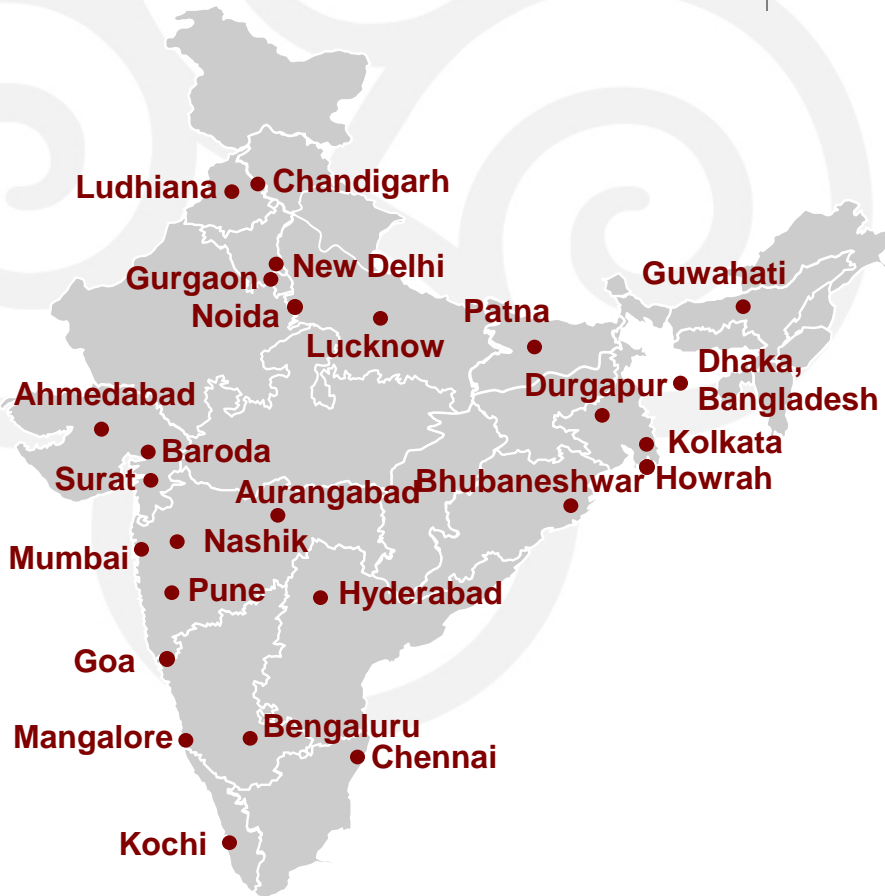 Ludhiana
Chandigarh
New Delhi
Gurgaon
Noida
Lucknow
Patna
Guwahati
Dhaka,
Bangladesh
Durgapur
Ahmedabad
Kolkata
Baroda
Howrah
Surat
Aurangabad
Bhubaneshwar
Nashik
Mumbai
Pune
Hyderabad
Goa
Bengaluru
Mangalore
Chennai
Kochi